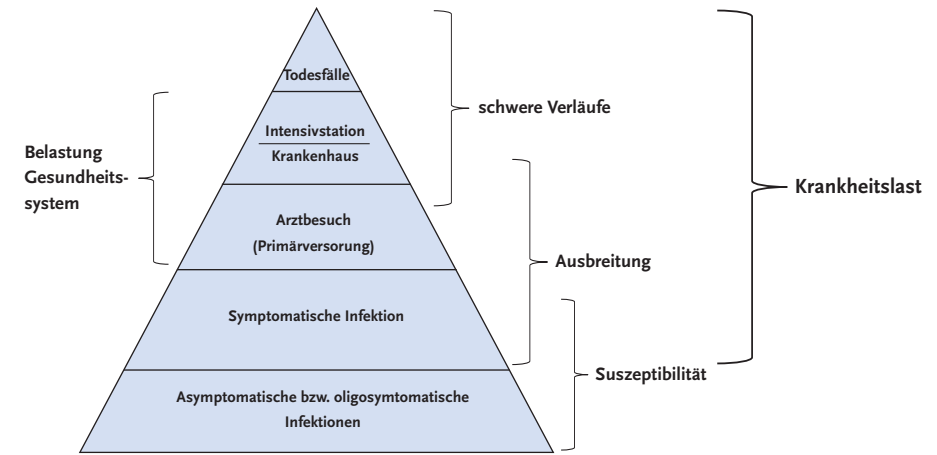 Todesfälle
schwere Verläufe
Intensivstation
Krankenhaus
Belastung
Gesundheits-
system
Krankheitslast
Arztbesuch
(Primärversorung)
Ausbreitung
Symptomatische Infektion
Suszeptibilität
Asymptomatische bzw. oligosymtomatische
Infektionen